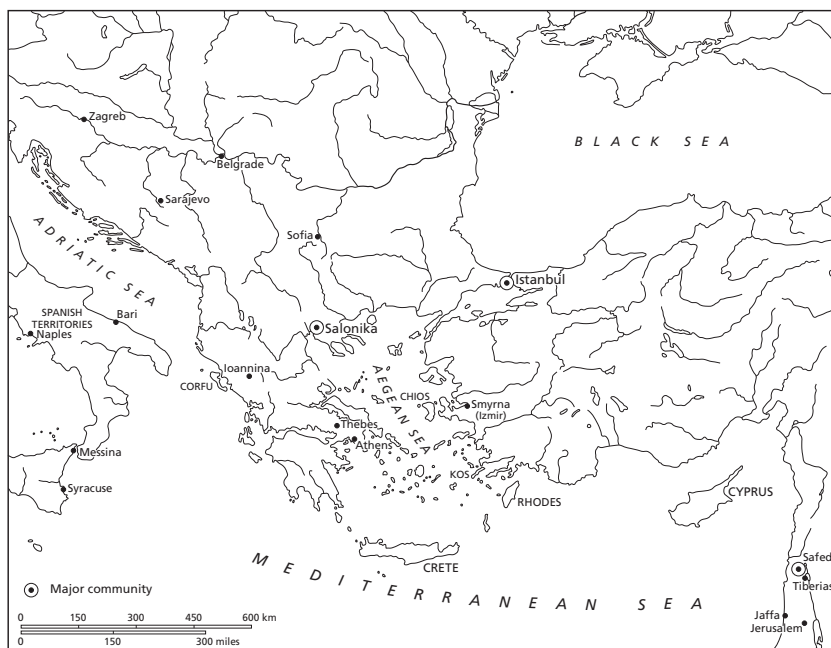 BLACK SEA
Zagreb
Belgrade
Sarajevo
Sofia
ADRIATIC SEA
Istanbul
SPANISH
TERRITORIES
Bari
Naples
Salonika
Ioannina
CORFU
AEGEAN SEA
CHIOS
Smyrna
(Izmir)
Thebes
Athens
Messina
KOS
Syracuse
RHODES
CYPRUS
CRETE
MEDITERRANEAN SEA
Safed
Tiberias
Jaffa
Jerusalem
Major community
0 150 300 450 600 km
0 150 300 miles